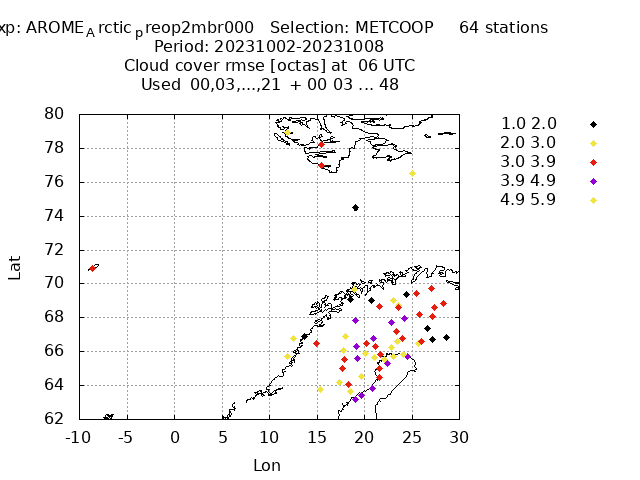 xp: AROME_Arctic_preop2mbr000 Selection: METCOOP 64 stations
Period: 20231002-20231008
Cloud cover rmse [octas] at 06 UTC
Used 00,03,...,21 + 00 03 ... 48
80
78
76
74
72
70
68
66
64
62
-10 -5 0 5 10 15 20 25 30
Lat
Lon
1.0 2.0
2.0 3.0
3.0 3.9
3.9 4.9
4.9 5.9